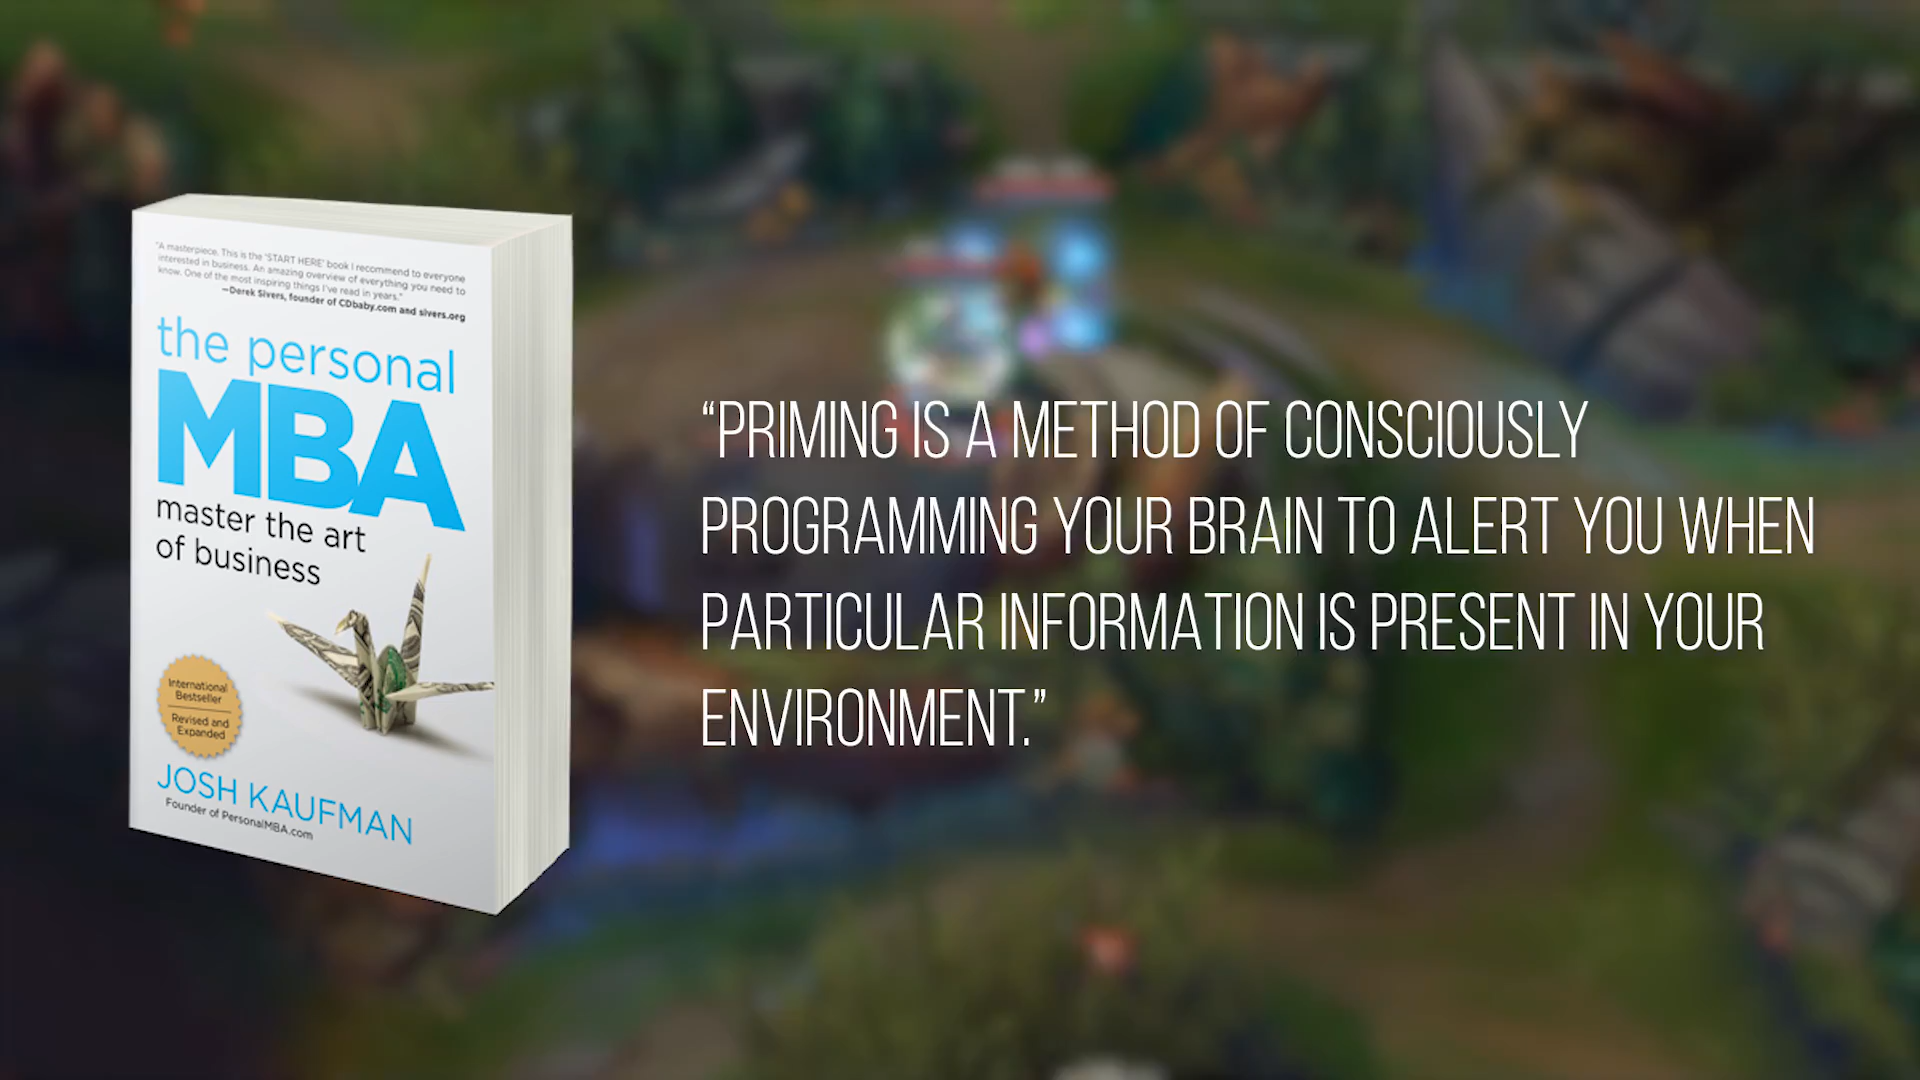 "A masterpiece. This is the 'START HERE' book I recommend to everyone
interested in business. An amazing overview of everything you need to
know. One of the most inspiring things I've read in years."
—Derek Sivers, founder of CDbaby.com and sivers.org
the personal
MBA
master the art
of business
International
Bestseller
Revised and
Expanded
JOSH KAUFMAN
Founder of PersonalMBA.com
“PRIMING IS A METHOD OF CONSCIOUSLY
PROGRAMMING YOUR BRAIN TO ALERT YOU WHEN
PARTICULAR INFORMATION IS PRESENT IN YOUR
ENVIRONMENT.”